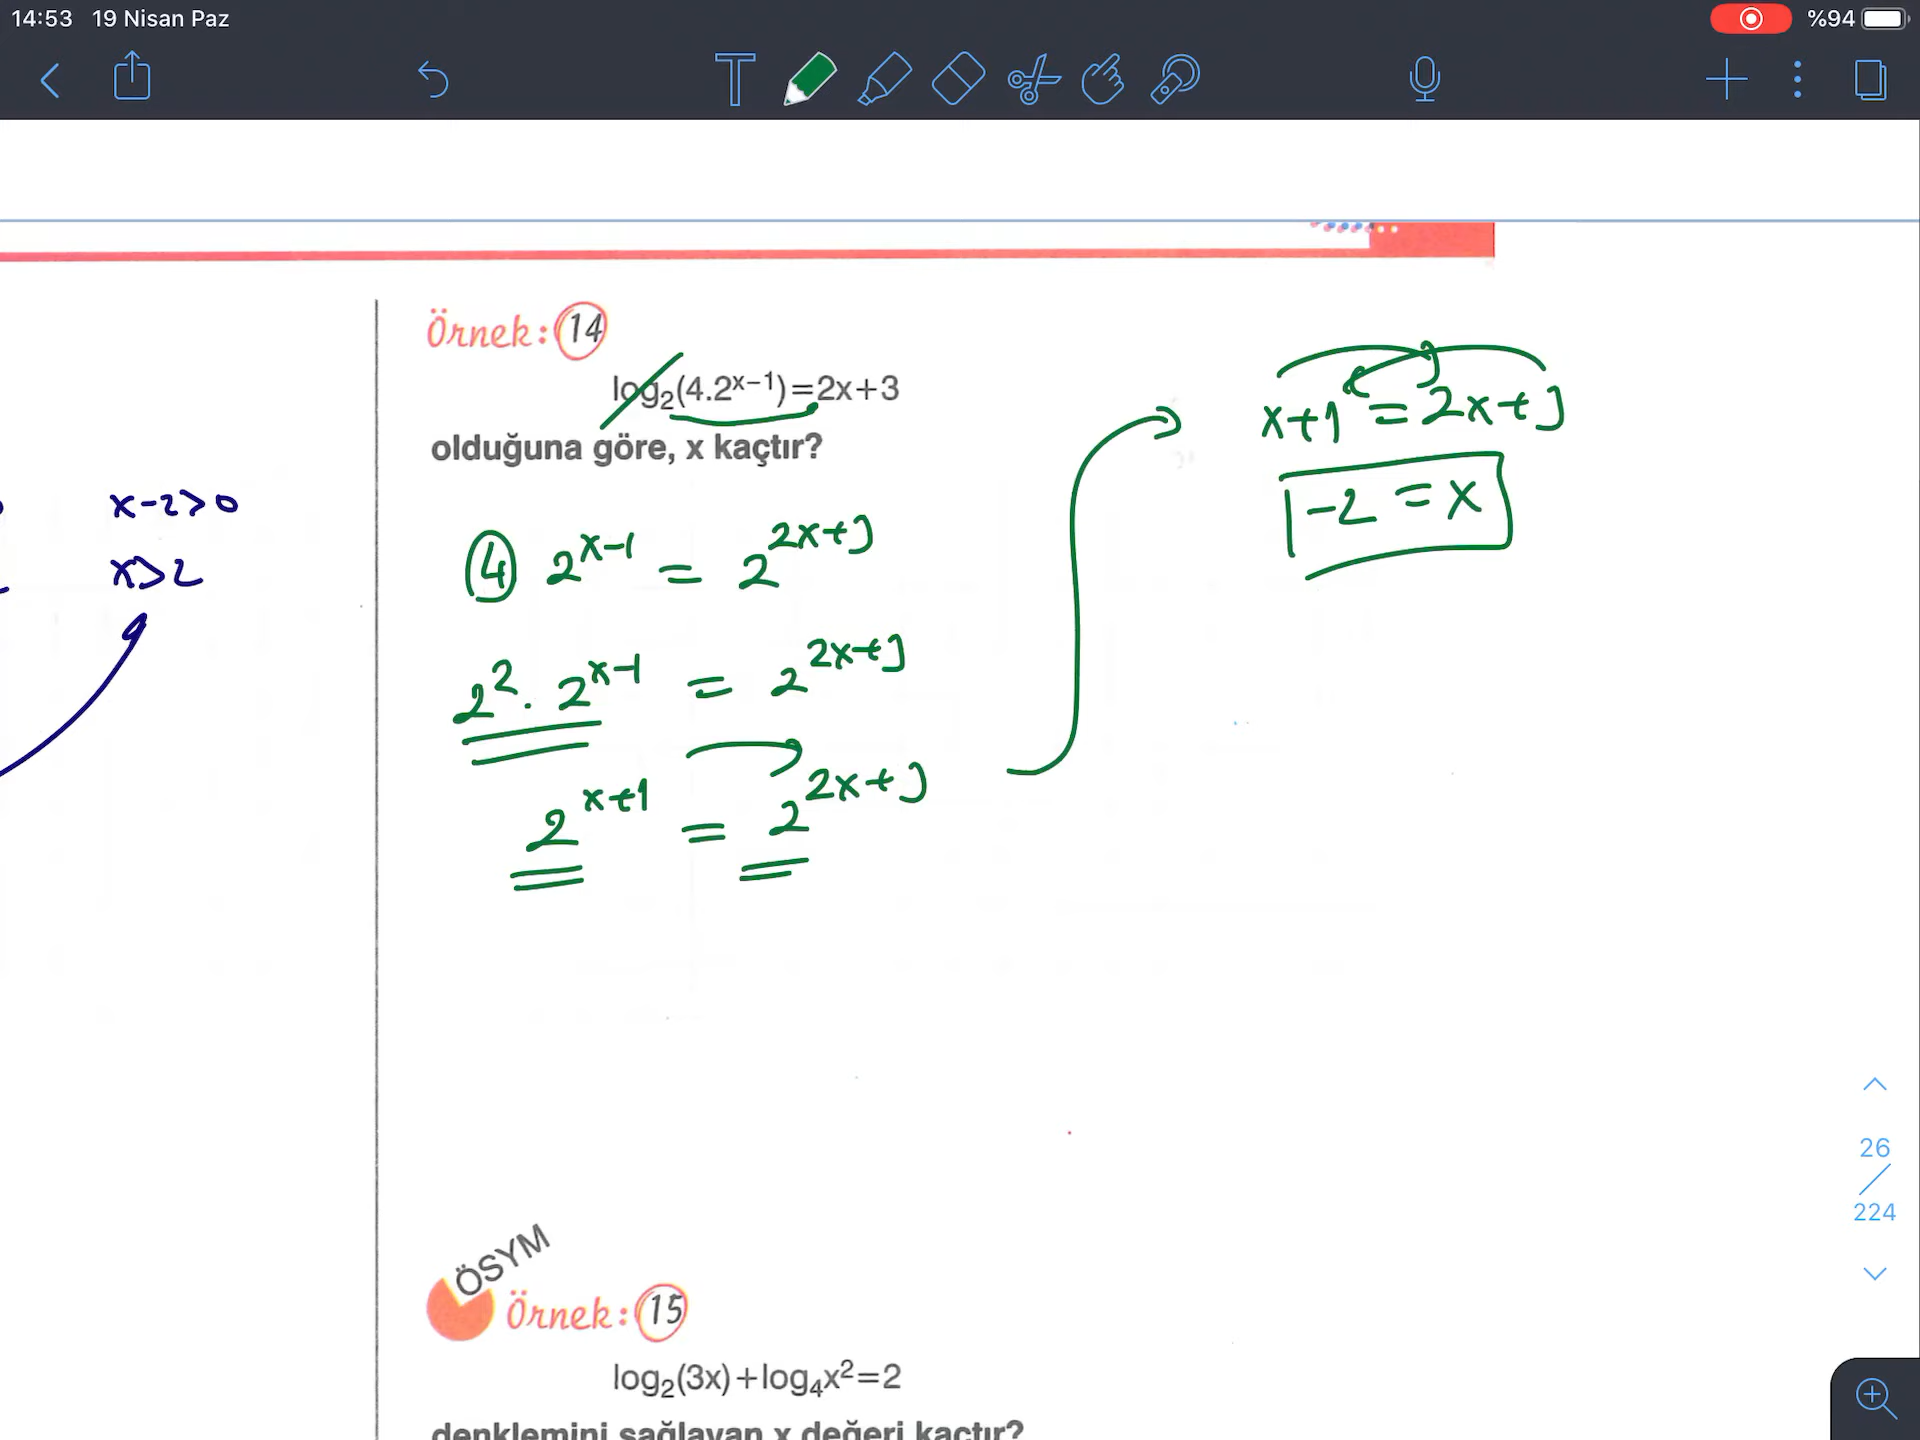 14:53 19 Nisan Paz
%94
T
Örnek: 14
log₂(4.2ˣ⁻¹)=2x+3
olduğuna göre, x kaçtır?
x-2>0
x>2
4 2ˣ⁻¹ = 2²ˣ⁺³
2² . 2ˣ⁻¹ = 2²ˣ⁺³
2ˣ⁺¹ = 2²ˣ⁺³
x+1 = 2x+3
-2 = x
26
/
224
ÖSYM
Örnek: 15
log₂(3x)+log₄x²=2
denklemini sağlayan x değeri kaçtır?